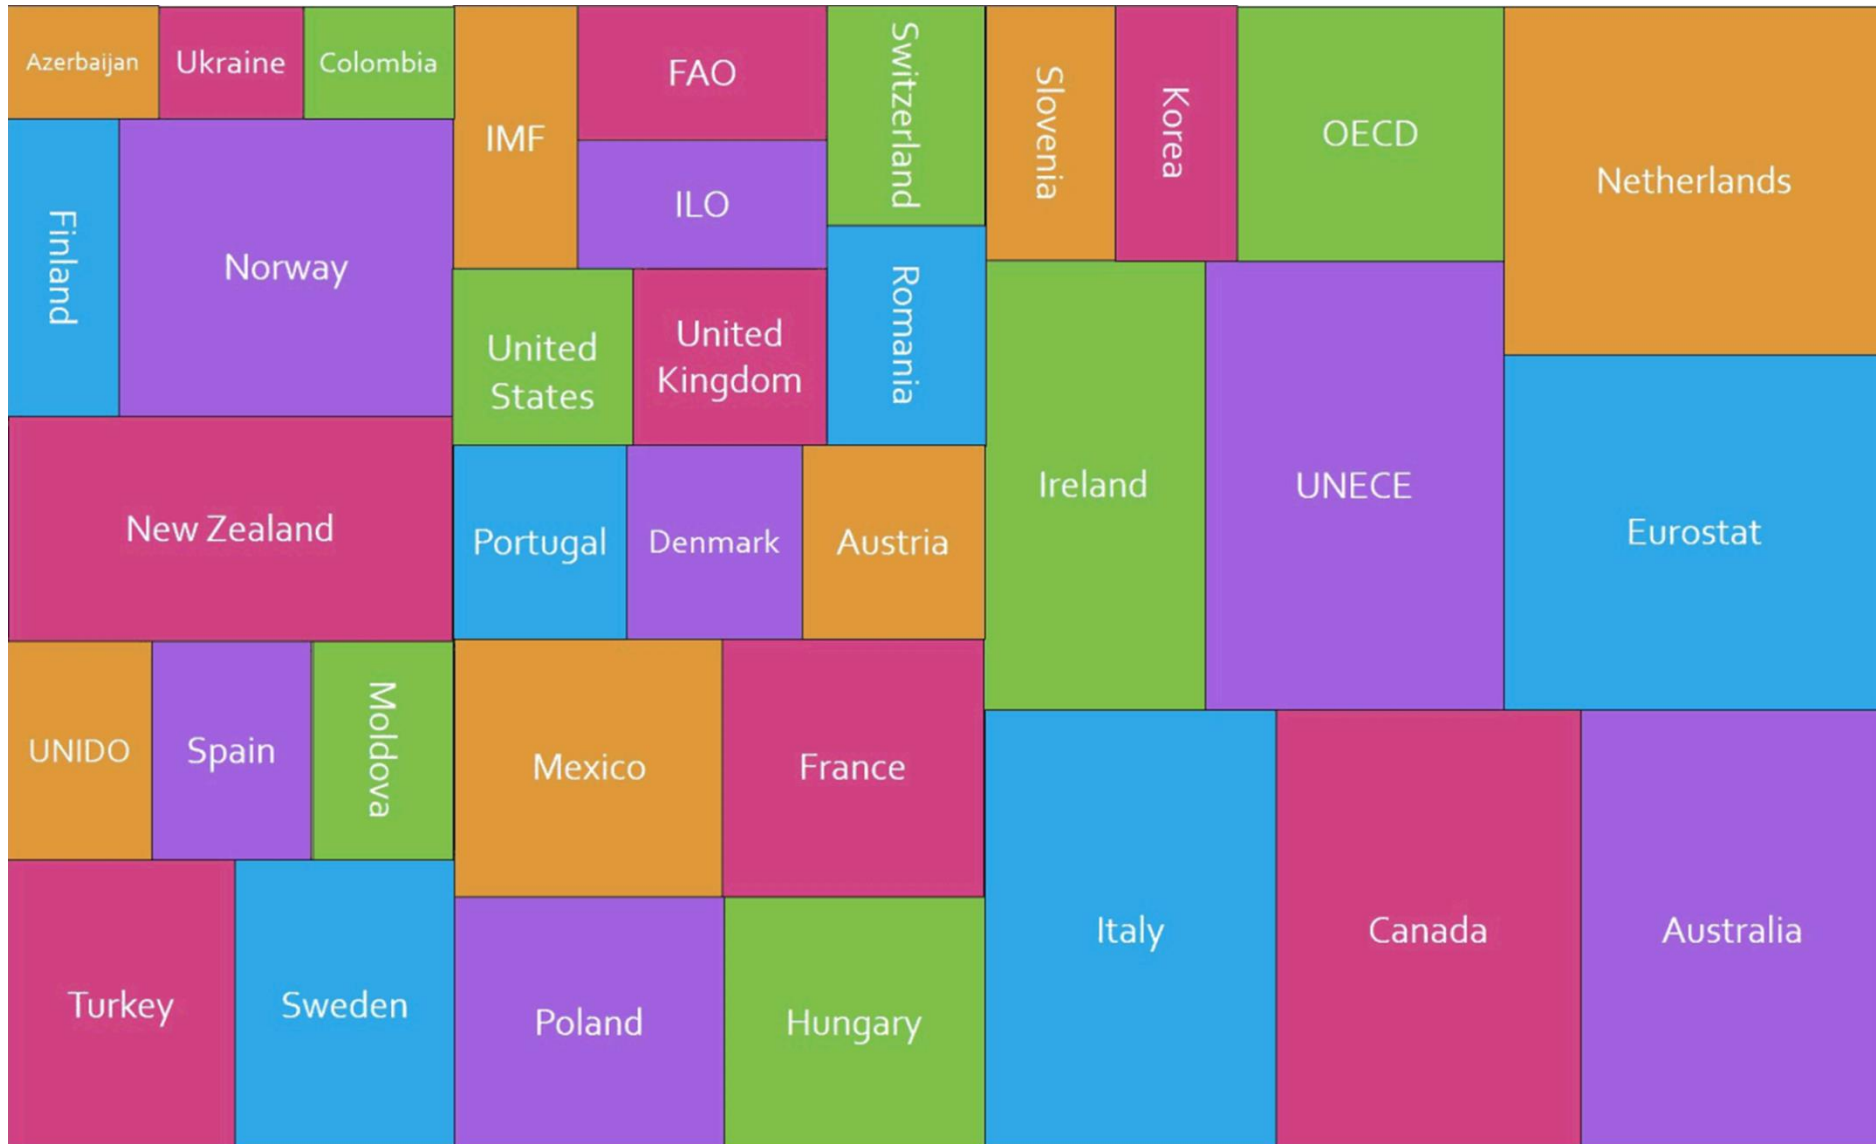 Azerbaijan
Ukraine
Colombia
IMF
FAO
Switzerland
Slovenia
Korea
OECD
Netherlands
Finland
Norway
ILO
Romania
United
States
United
Kingdom
New Zealand
Portugal
Denmark
Austria
Ireland
UNECE
Eurostat
UNIDO
Spain
Moldova
Mexico
France
Turkey
Sweden
Poland
Hungary
Italy
Canada
Australia